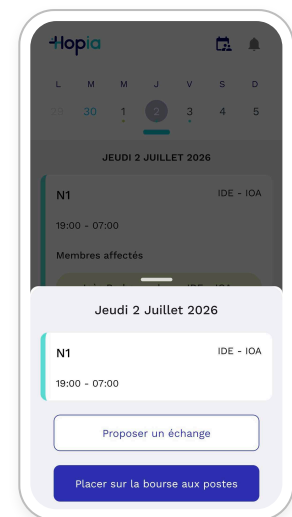 Hopia
L M M J V S D
29 30 1 2 3 4 5
JEUDI 2 JUILLET 2026
N1 IDE - IOA
19:00 - 07:00
Membres affectés
Jeudi 2 Juillet 2026
N1 IDE - IOA
19:00 - 07:00
Proposer un échange
Placer sur la bourse aux postes